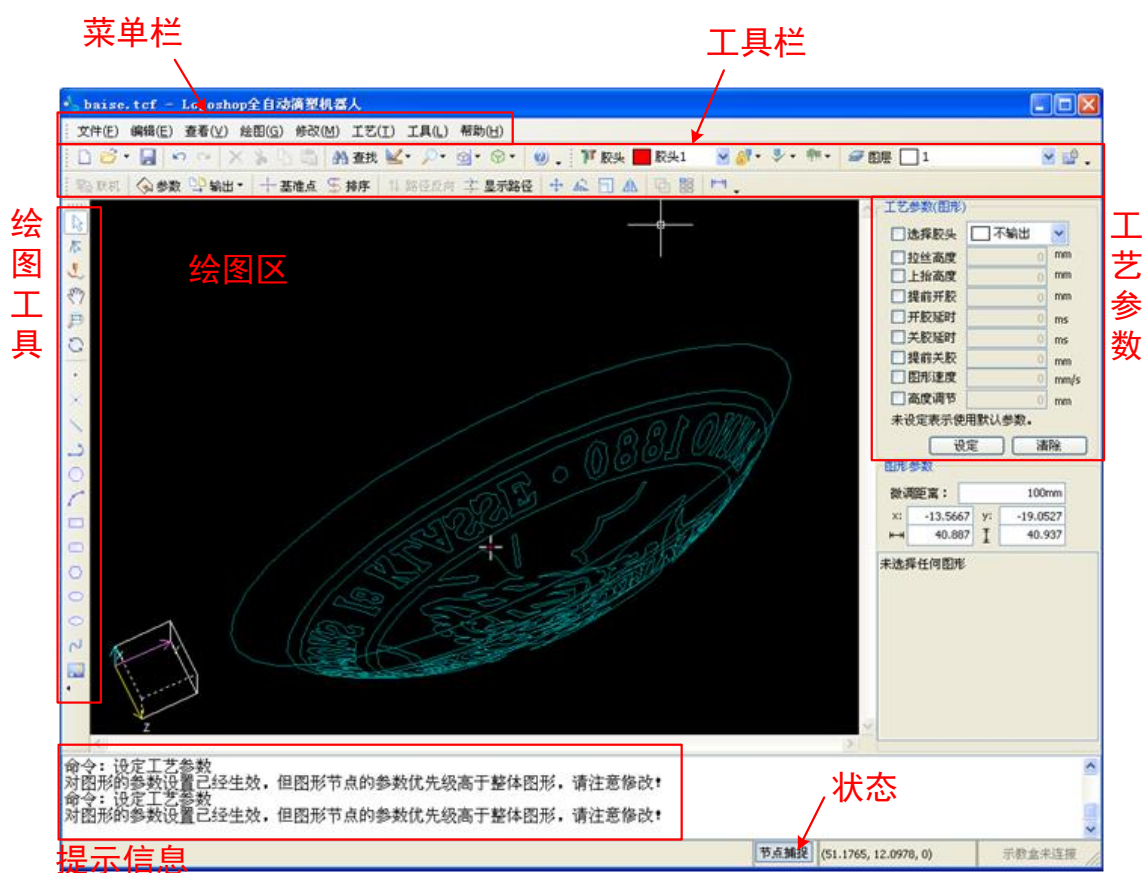 菜单栏
工具栏
baise.tcf - Logoshop全自动滴塑机器人
文件(F) 编辑(E) 查看(V) 绘图(G) 修改(M) 工艺(T) 工具(L) 帮助(H)
查找 胶头 胶头1 图层 1
联机 参数 输出 基准点 排序 路径反向 显示路径
绘图工具
绘图区
工艺参数
工艺参数(图形)
选择胶头 不输出
拉丝高度 0 mm
上抬高度 0 mm
提前开胶 0 mm
开胶延时 0 ms
关胶延时 0 ms
提前关胶 0 mm
图形速度 0 mm/s
高度调节 0 mm
未设定表示使用默认参数。
设定 清除
图形参数
微调距离: 100mm
x: -13.5667 y: -19.0527
40.887 40.937
未选择任何图形
ANNO 1880 · KLASSE 18
Z
命令: 设定工艺参数
对图形的参数设置已经生效, 但图形节点的参数优先级高于整体图形, 请注意修改!
命令: 设定工艺参数
对图形的参数设置已经生效, 但图形节点的参数优先级高于整体图形, 请注意修改!
状态
提示信息
节点捕捉 (51.1765, 12.0978, 0) 示教盒未连接